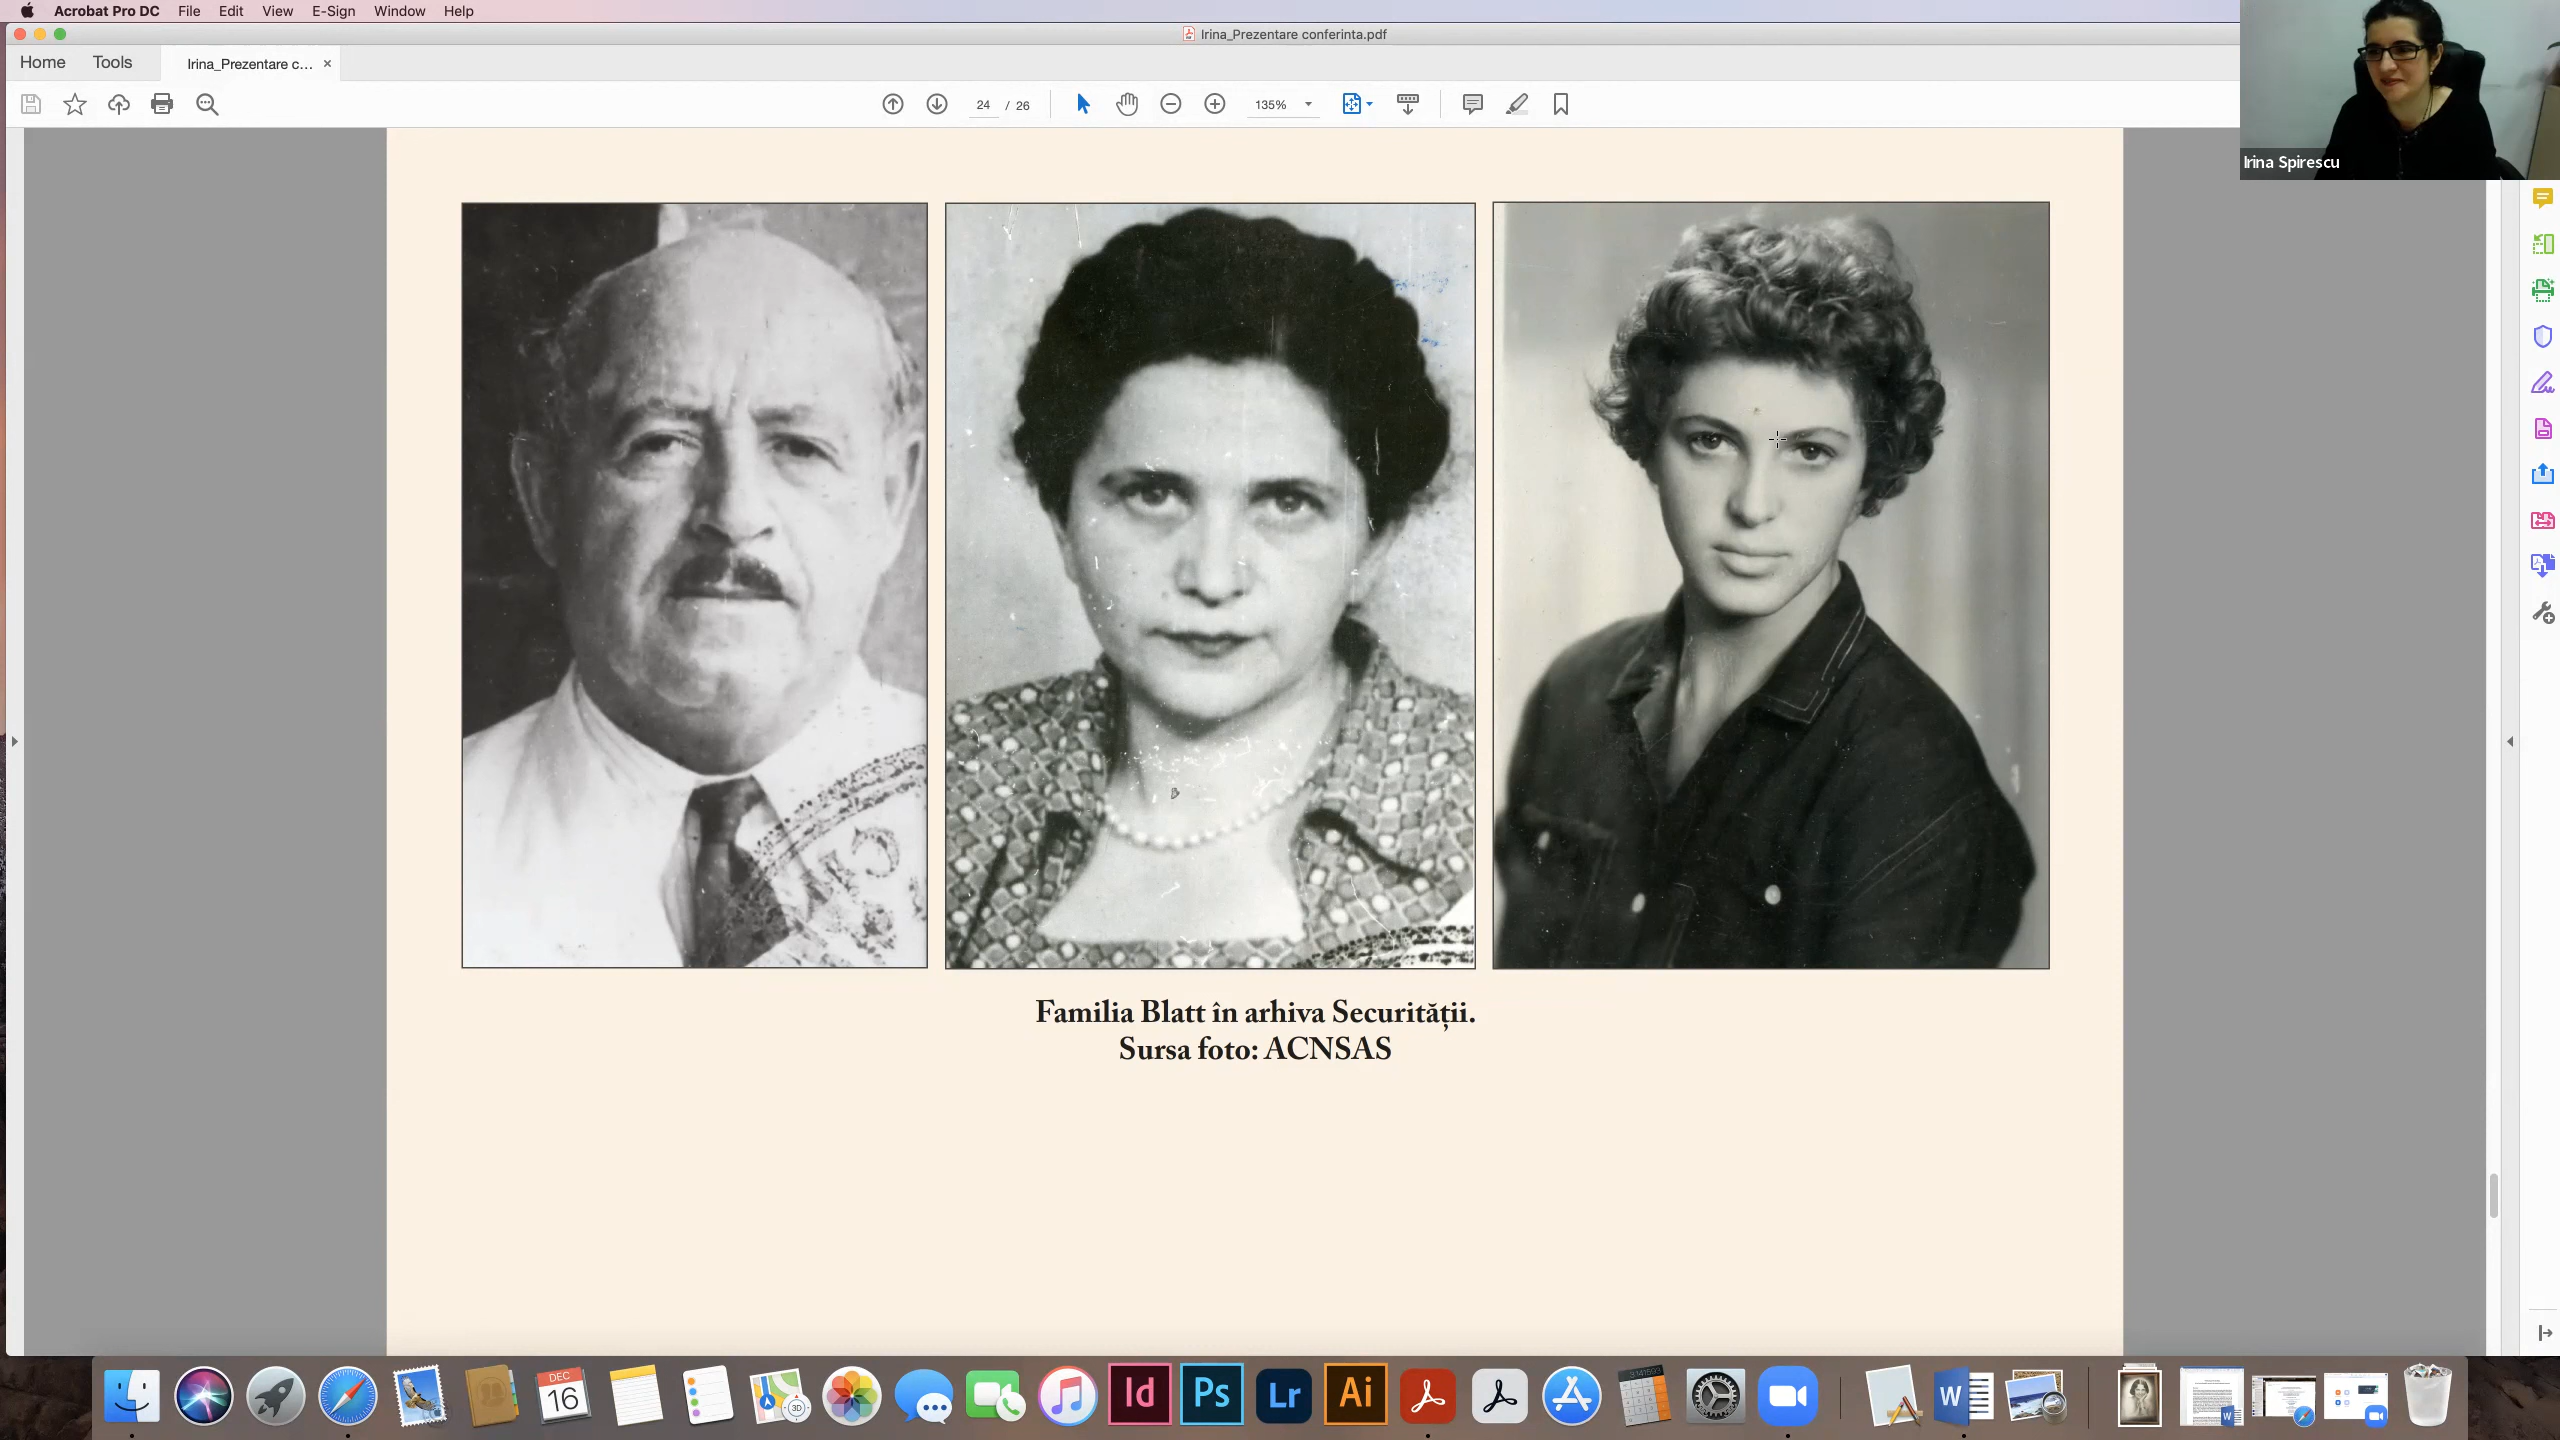 Acrobat Pro DC File Edit View E-Sign Window Help
Irina_Prezentare conferinta.pdf
Home Tools Irina_Prezentare c... ×
24 / 26 135%
Irina Spirescu
Familia Blatt în arhiva Securității.
Sursa foto: ACNSAS
DEC
16
3D
Id Ps Lr Ai
W